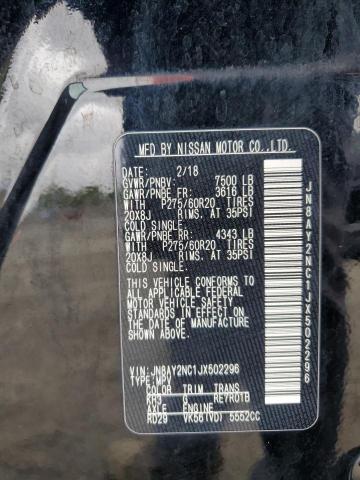 MFD BY NISSAN MOTOR CO.,LTD.
DATE: 2/18
GVWR/PNBV: 7500 LB
GAWR/PNBE FR: 3616 LB
WITH P275/60R20 TIRES
20X8J RIMS, AT 35PSI
COLD SINGLE.
GAWR/PNBE RR: 4343 LB
WITH P275/60R20 TIRES
20X8J RIMS, AT 35PSI
COLD SINGLE.
THIS VEHICLE CONFORMS TO
ALL APPLICABLE FEDERAL
MOTOR VEHICLE SAFETY
STANDARDS IN EFFECT ON
THE DATE OF MANUFACTURE
SHOWN ABOVE.
VIN: JN8AY2NC1JX502296
TYPE: MPV
COLOR TRIM TRANS
KH3 G RE7R01B
AXLE ENGINE
RD29 VK56(VD) 5552CC
JN8AY2NC1JX502296